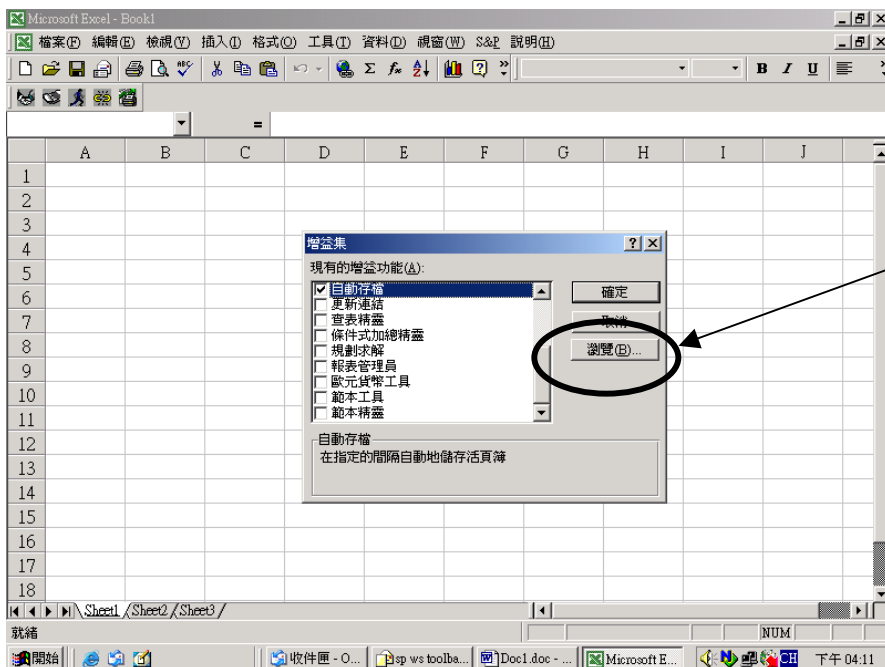 Microsoft Excel - Book1
檔案(F) 編輯(E) 檢視(V) 插入(I) 格式(O) 工具(T) 資料(D) 視窗(W) S&P 說明(H)
B I U
=
A B C D E F G H I J
1
2
3
4
5
6
7
8
9
10
11
12
13
14
15
16
17
18
增益集
現有的增益功能(A):
自動存檔
更新連結
查表精靈
條件式加總精靈
規劃求解
報表管理員
歐元貨幣工具
範本工具
範本精靈
確定
取消
瀏覽(B)...
自動存檔
在指定的間隔自動地儲存活頁簿
Sheet1 Sheet2 Sheet3
就緒
NUM
開始 收件匣 - O... sp ws toolba... Doc1.doc - ... Microsoft E... CH 下午 04:11